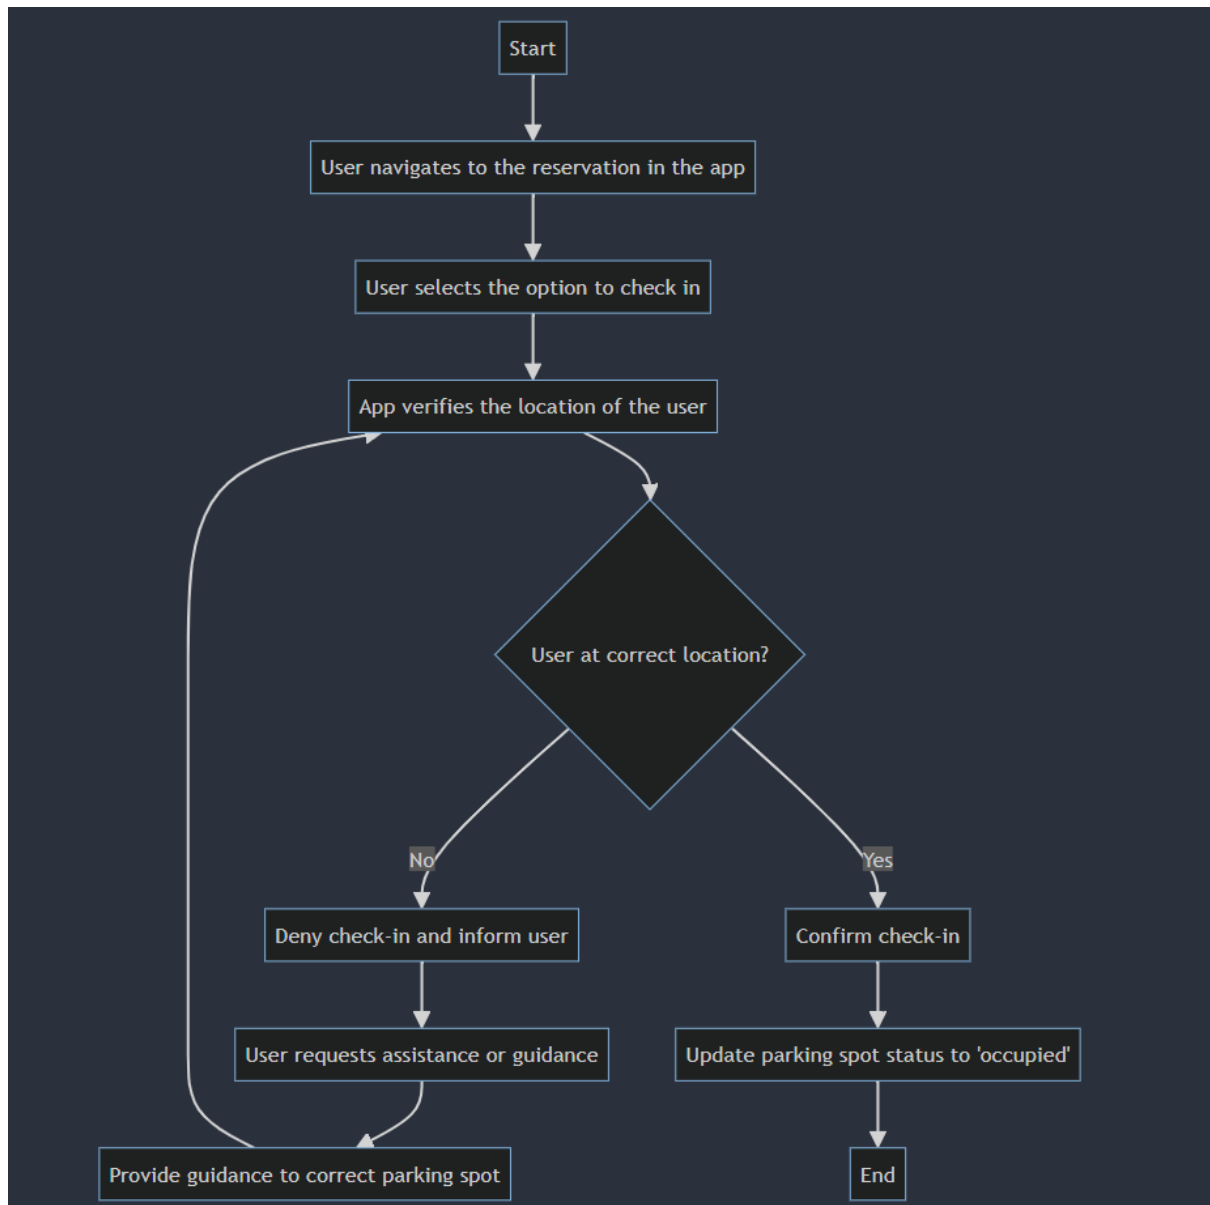 Start
User navigates to the reservation in the app
User selects the option to check in
App verifies the location of the user
User at correct location?
No
Yes
Deny check-in and inform user
Confirm check-in
User requests assistance or guidance
Update parking spot status to 'occupied'
Provide guidance to correct parking spot
End